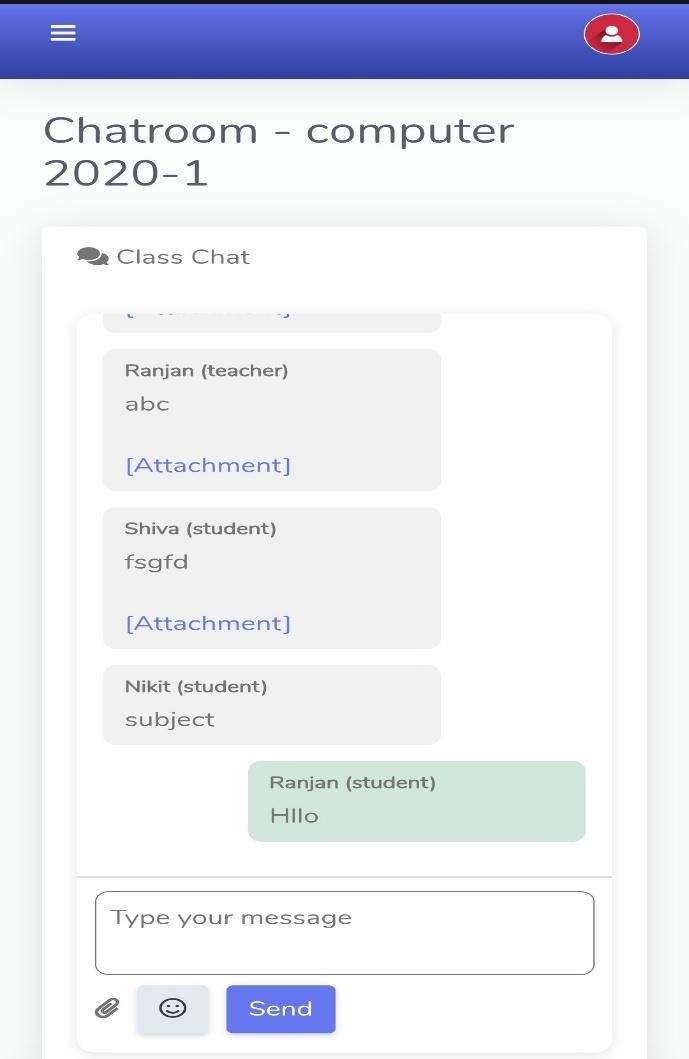 Chatroom - computer
2020-1
Class Chat
Ranjan (teacher)
abc
[Attachment]
Shiva (student)
fsgfd
[Attachment]
Nikit (student)
subject
Ranjan (student)
Hllo
Type your message
Send